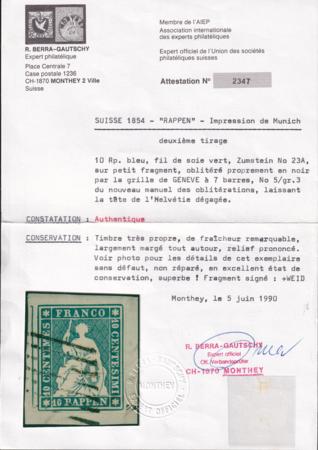 R. BERRA-GAUTSCHY
Expert philatélique
Place Centrale 7
Case postale 1236
CH-1870 MONTHEY 2 Ville
Suisse
Membre de l'AIEP
Association internationale
des experts philatéliques
Expert officiel de l'Union des sociétés
philatéliques suisses
Attestation N° 2347
SUISSE 1854 - "RAPPEN" - Impression de Munich
deuxième tirage
10 Rp. bleu, fil de soie vert, Zumstein No 23A,
sur petit fragment, oblitéré proprement en noir
par la grille de GENEVE à 7 barres, No 5/gr.3
du nouveau manuel des oblitérations, laissant
la tête de l'Helvétie dégagée.
CONSTATATION : Authentique
CONSERVATION : Timbre très propre, de fraîcheur remarquable,
largement margé tout autour, relief prononcé.
Voir photo pour les détails de cet exemplaire
sans défaut, non réparé, en excellent état de
conservation, superbe ! Fragment signé : +WEID
Monthey, le 5 juin 1990
FRANCO
10 CENTIMES
10 CENTESIMI
10 RAPPEN
MONTHEY
EXPERT OFFICIEL
R. BERRA-GAUTSCHY
Expert officiel
Off. Verbandsprüfer
CH-1870 MONTHEY